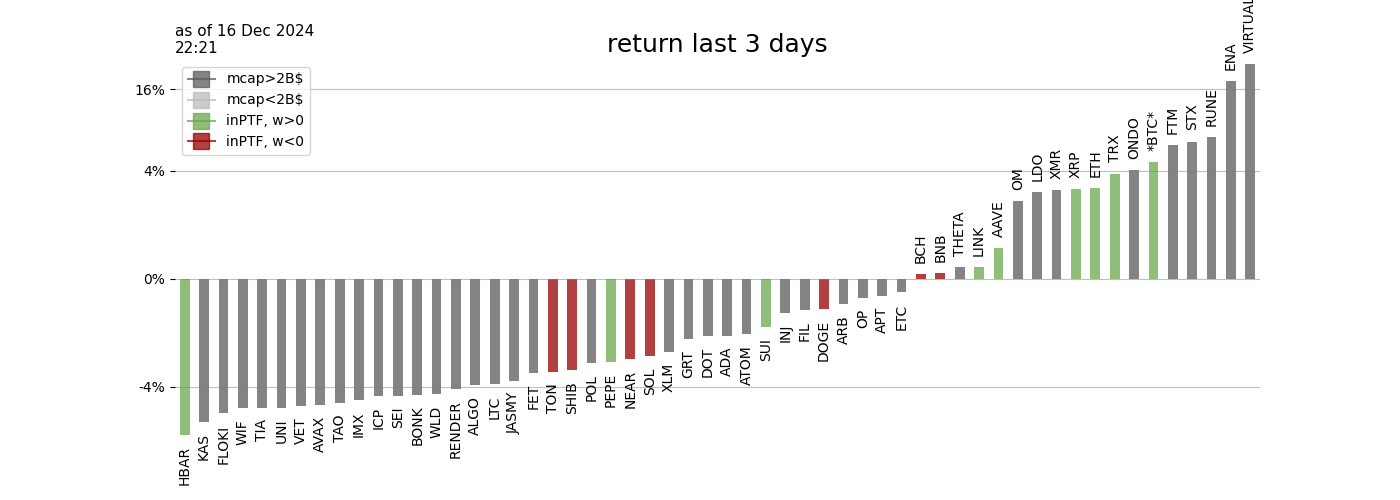 as of 16 Dec 2024
22:21
return last 3 days
mcap>2B$
mcap<2B$
inPTF, w>0
inPTF, w<0
16%
4%
0%
-4%
HBAR
KAS
FLOKI
WIF
TIA
UNI
VET
AVAX
TAO
IMX
ICP
SEI
BONK
WLD
RENDER
ALGO
LTC
JASMY
FET
TON
SHIB
POL
PEPE
NEAR
SOL
XLM
GRT
DOT
ADA
ATOM
SUI
INJ
FIL
DOGE
ARB
OP
APT
ETC
BCH
BNB
THETA
LINK
AAVE
OM
LDO
XMR
XRP
ETH
TRX
ONDO
*BTC*
FTM
STX
RUNE
ENA
VIRTUAL